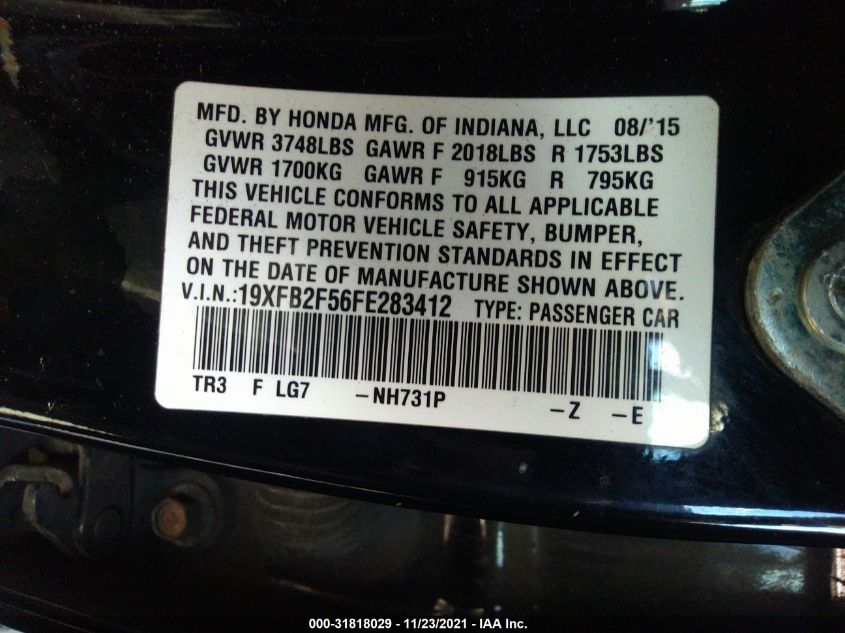 MFD. BY HONDA MFG. OF INDIANA, LLC 08/'15
GVWR 3748LBS GAWR F 2018LBS R 1753LBS
GVWR 1700KG GAWR F 915KG R 795KG
THIS VEHICLE CONFORMS TO ALL APPLICABLE
FEDERAL MOTOR VEHICLE SAFETY, BUMPER,
AND THEFT PREVENTION STANDARDS IN EFFECT
ON THE DATE OF MANUFACTURE SHOWN ABOVE.
V.I.N.:19XFB2F56FE283412 TYPE: PASSENGER CAR
TR3 F LG7 -NH731P -Z -E
000-31818029 - 11/23/2021 - IAA Inc.